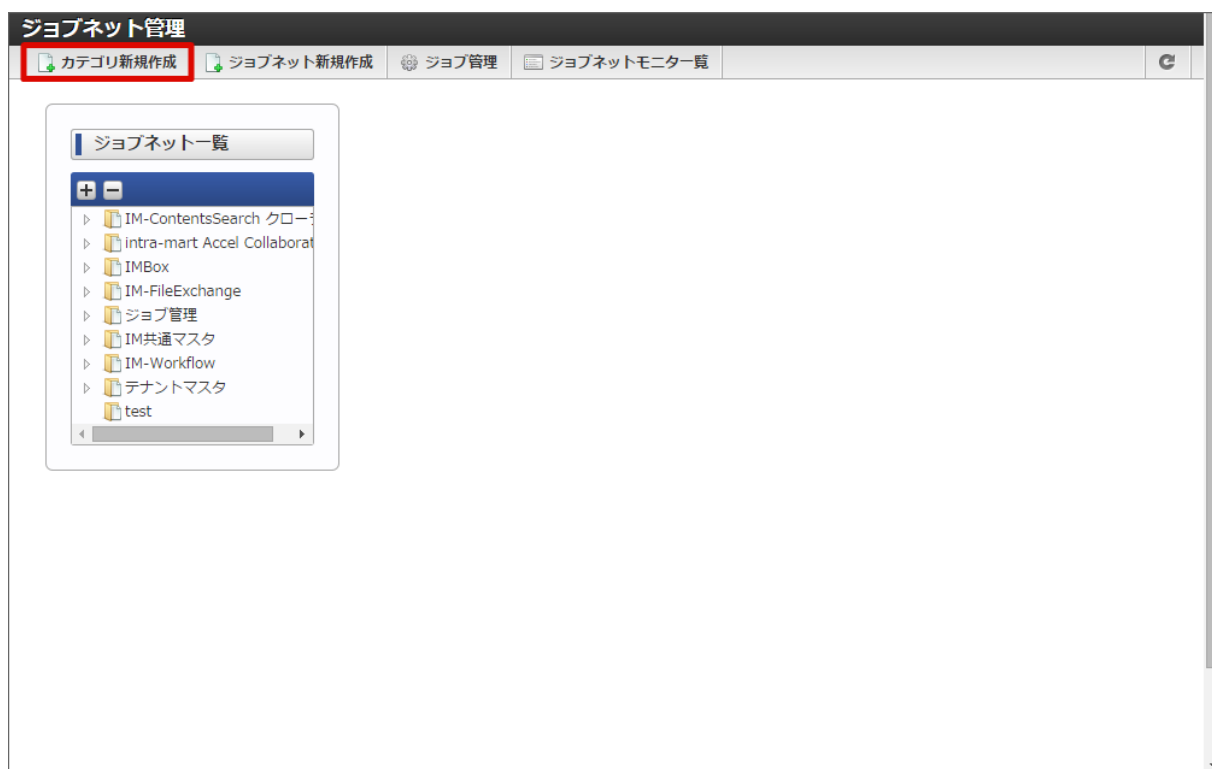 ジョブネット管理
カテゴリ新規作成 ジョブネット新規作成 ジョブ管理 ジョブネットモニタ一覧
ジョブネット一覧
IM-ContentsSearch クロー
intra-mart Accel Collaborat
IMBox
IM-FileExchange
ジョブ管理
IM共通マスタ
IM-Workflow
テナントマスタ
test